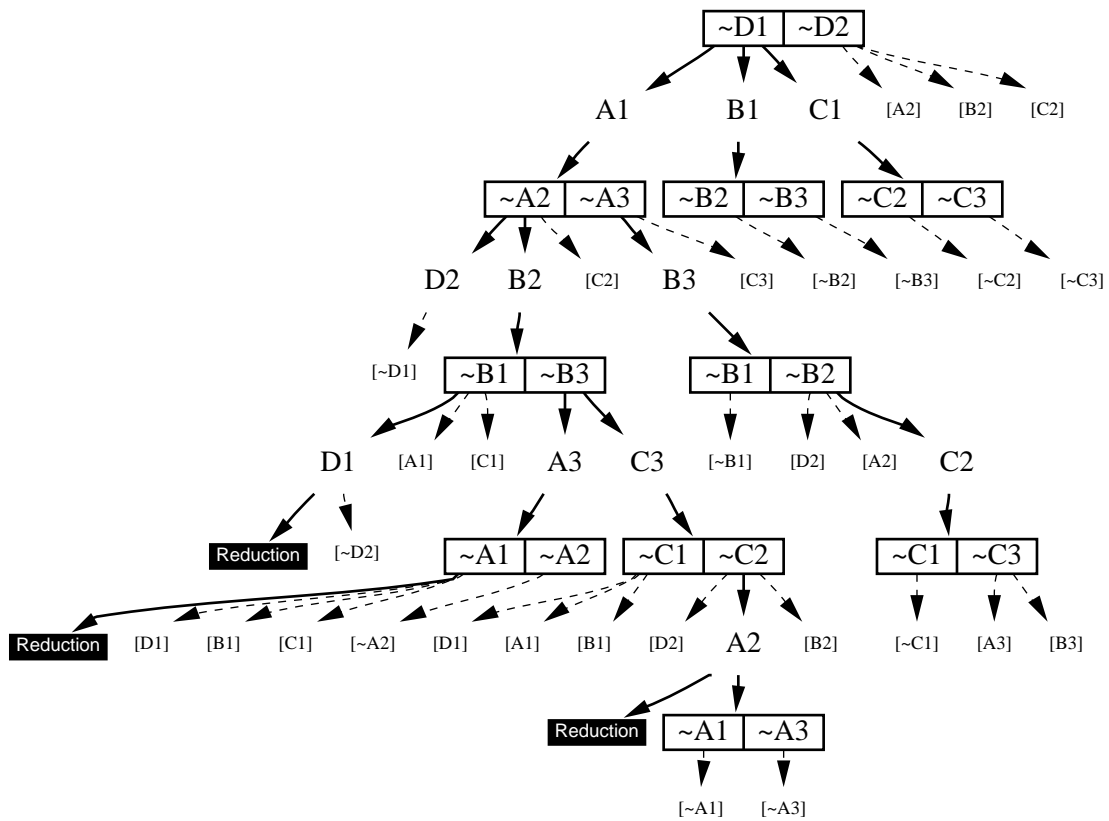 ~D1 ~D2
A1 B1 C1 [A2] [B2] [C2]
~A2 ~A3 ~B2 ~B3 ~C2 ~C3
D2 B2 [C2] B3 [C3] [~B2] [~B3] [~C2] [~C3]
[~D1] ~B1 ~B3 ~B1 ~B2
D1 [A1] [C1] A3 C3 [~B1] [D2] [A2] C2
Reduction [~D2] ~A1 ~A2 ~C1 ~C2 ~C1 ~C3
Reduction [D1] [B1] [C1] [~A2] [D1] [A1] [B1] [D2] A2 [B2] [~C1] [A3] [B3]
Reduction ~A1 ~A3
[~A1] [~A3]